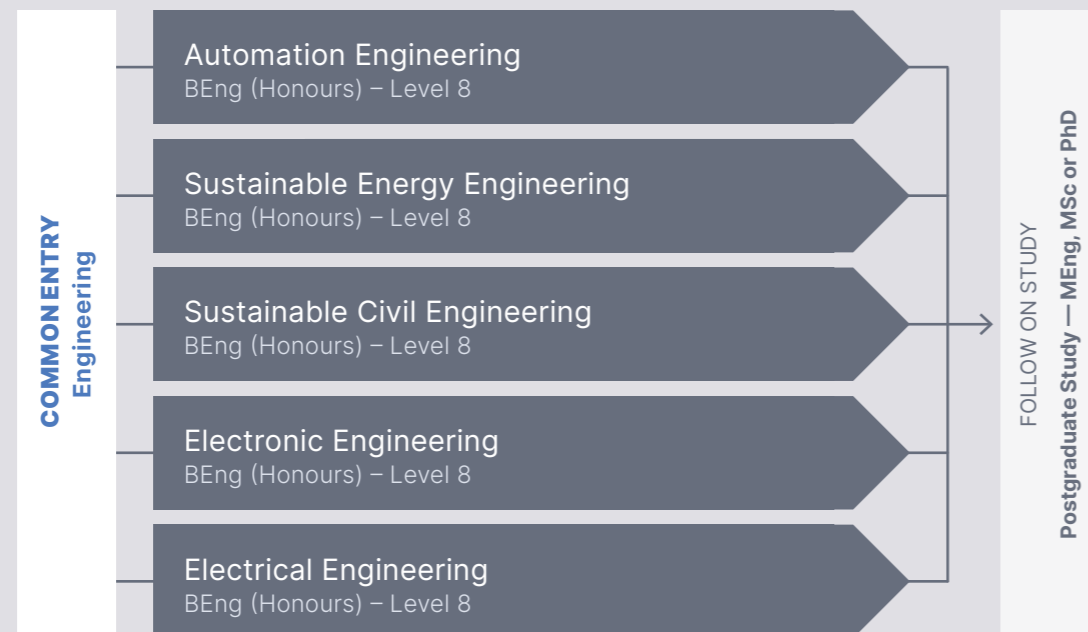 COMMON ENTRY
Engineering
Automation Engineering
BEng (Honours) – Level 8
Sustainable Energy Engineering
BEng (Honours) – Level 8
Sustainable Civil Engineering
BEng (Honours) – Level 8
Electronic Engineering
BEng (Honours) – Level 8
Electrical Engineering
BEng (Honours) – Level 8
FOLLOW ON STUDY
Postgraduate Study — MEng, MSc or PhD